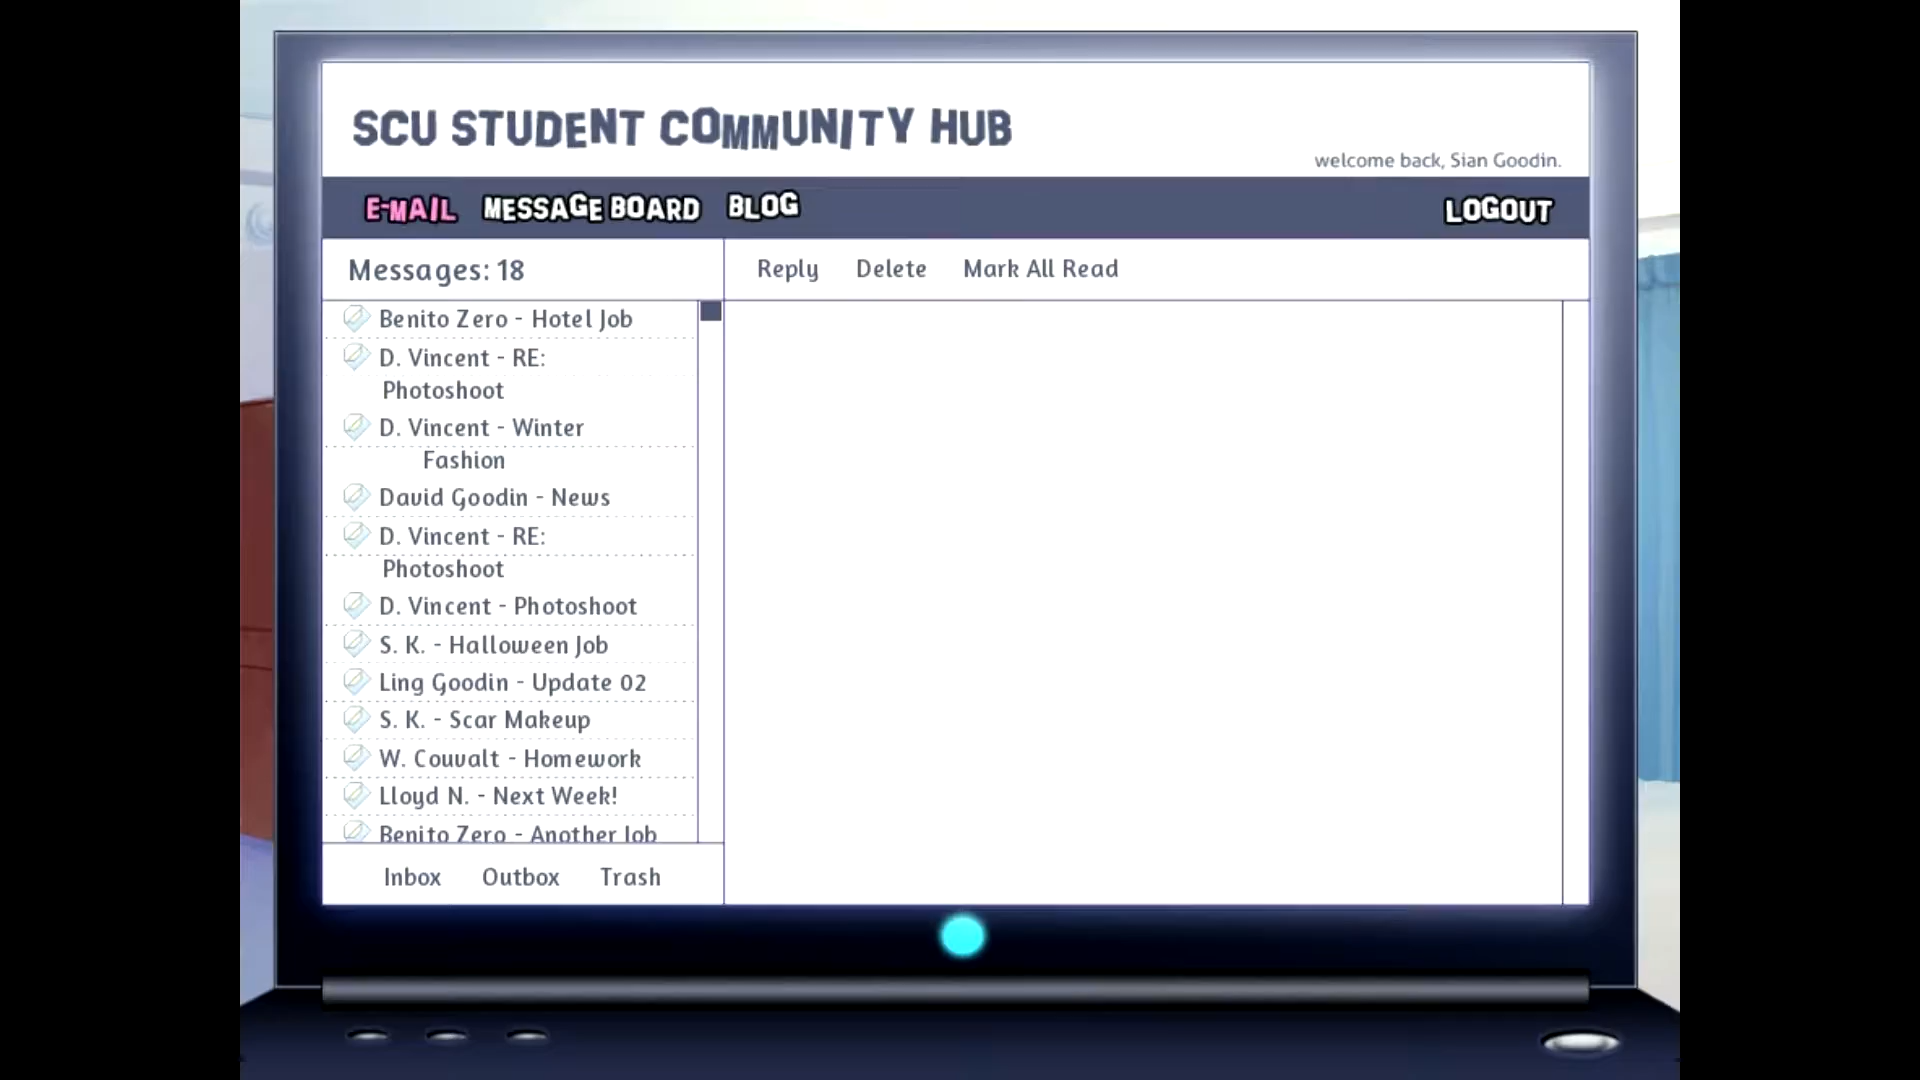 SCU STUDENT COMMUNITY HUB
welcome back, Sian Goodin.
E-MAIL MESSAGE BOARD BLOG LOGOUT
Messages: 18
Reply Delete Mark All Read
Benito Zero - Hotel Job
D. Vincent - RE:
Photoshoot
D. Vincent - Winter
Fashion
David Goodin - News
D. Vincent - RE:
Photoshoot
D. Vincent - Photoshoot
S. K. - Halloween Job
Ling Goodin - Update 02
S. K. - Scar Makeup
W. Couvalt - Homework
Lloyd N. - Next Week!
Benito Zero - Another Job
Inbox Outbox Trash